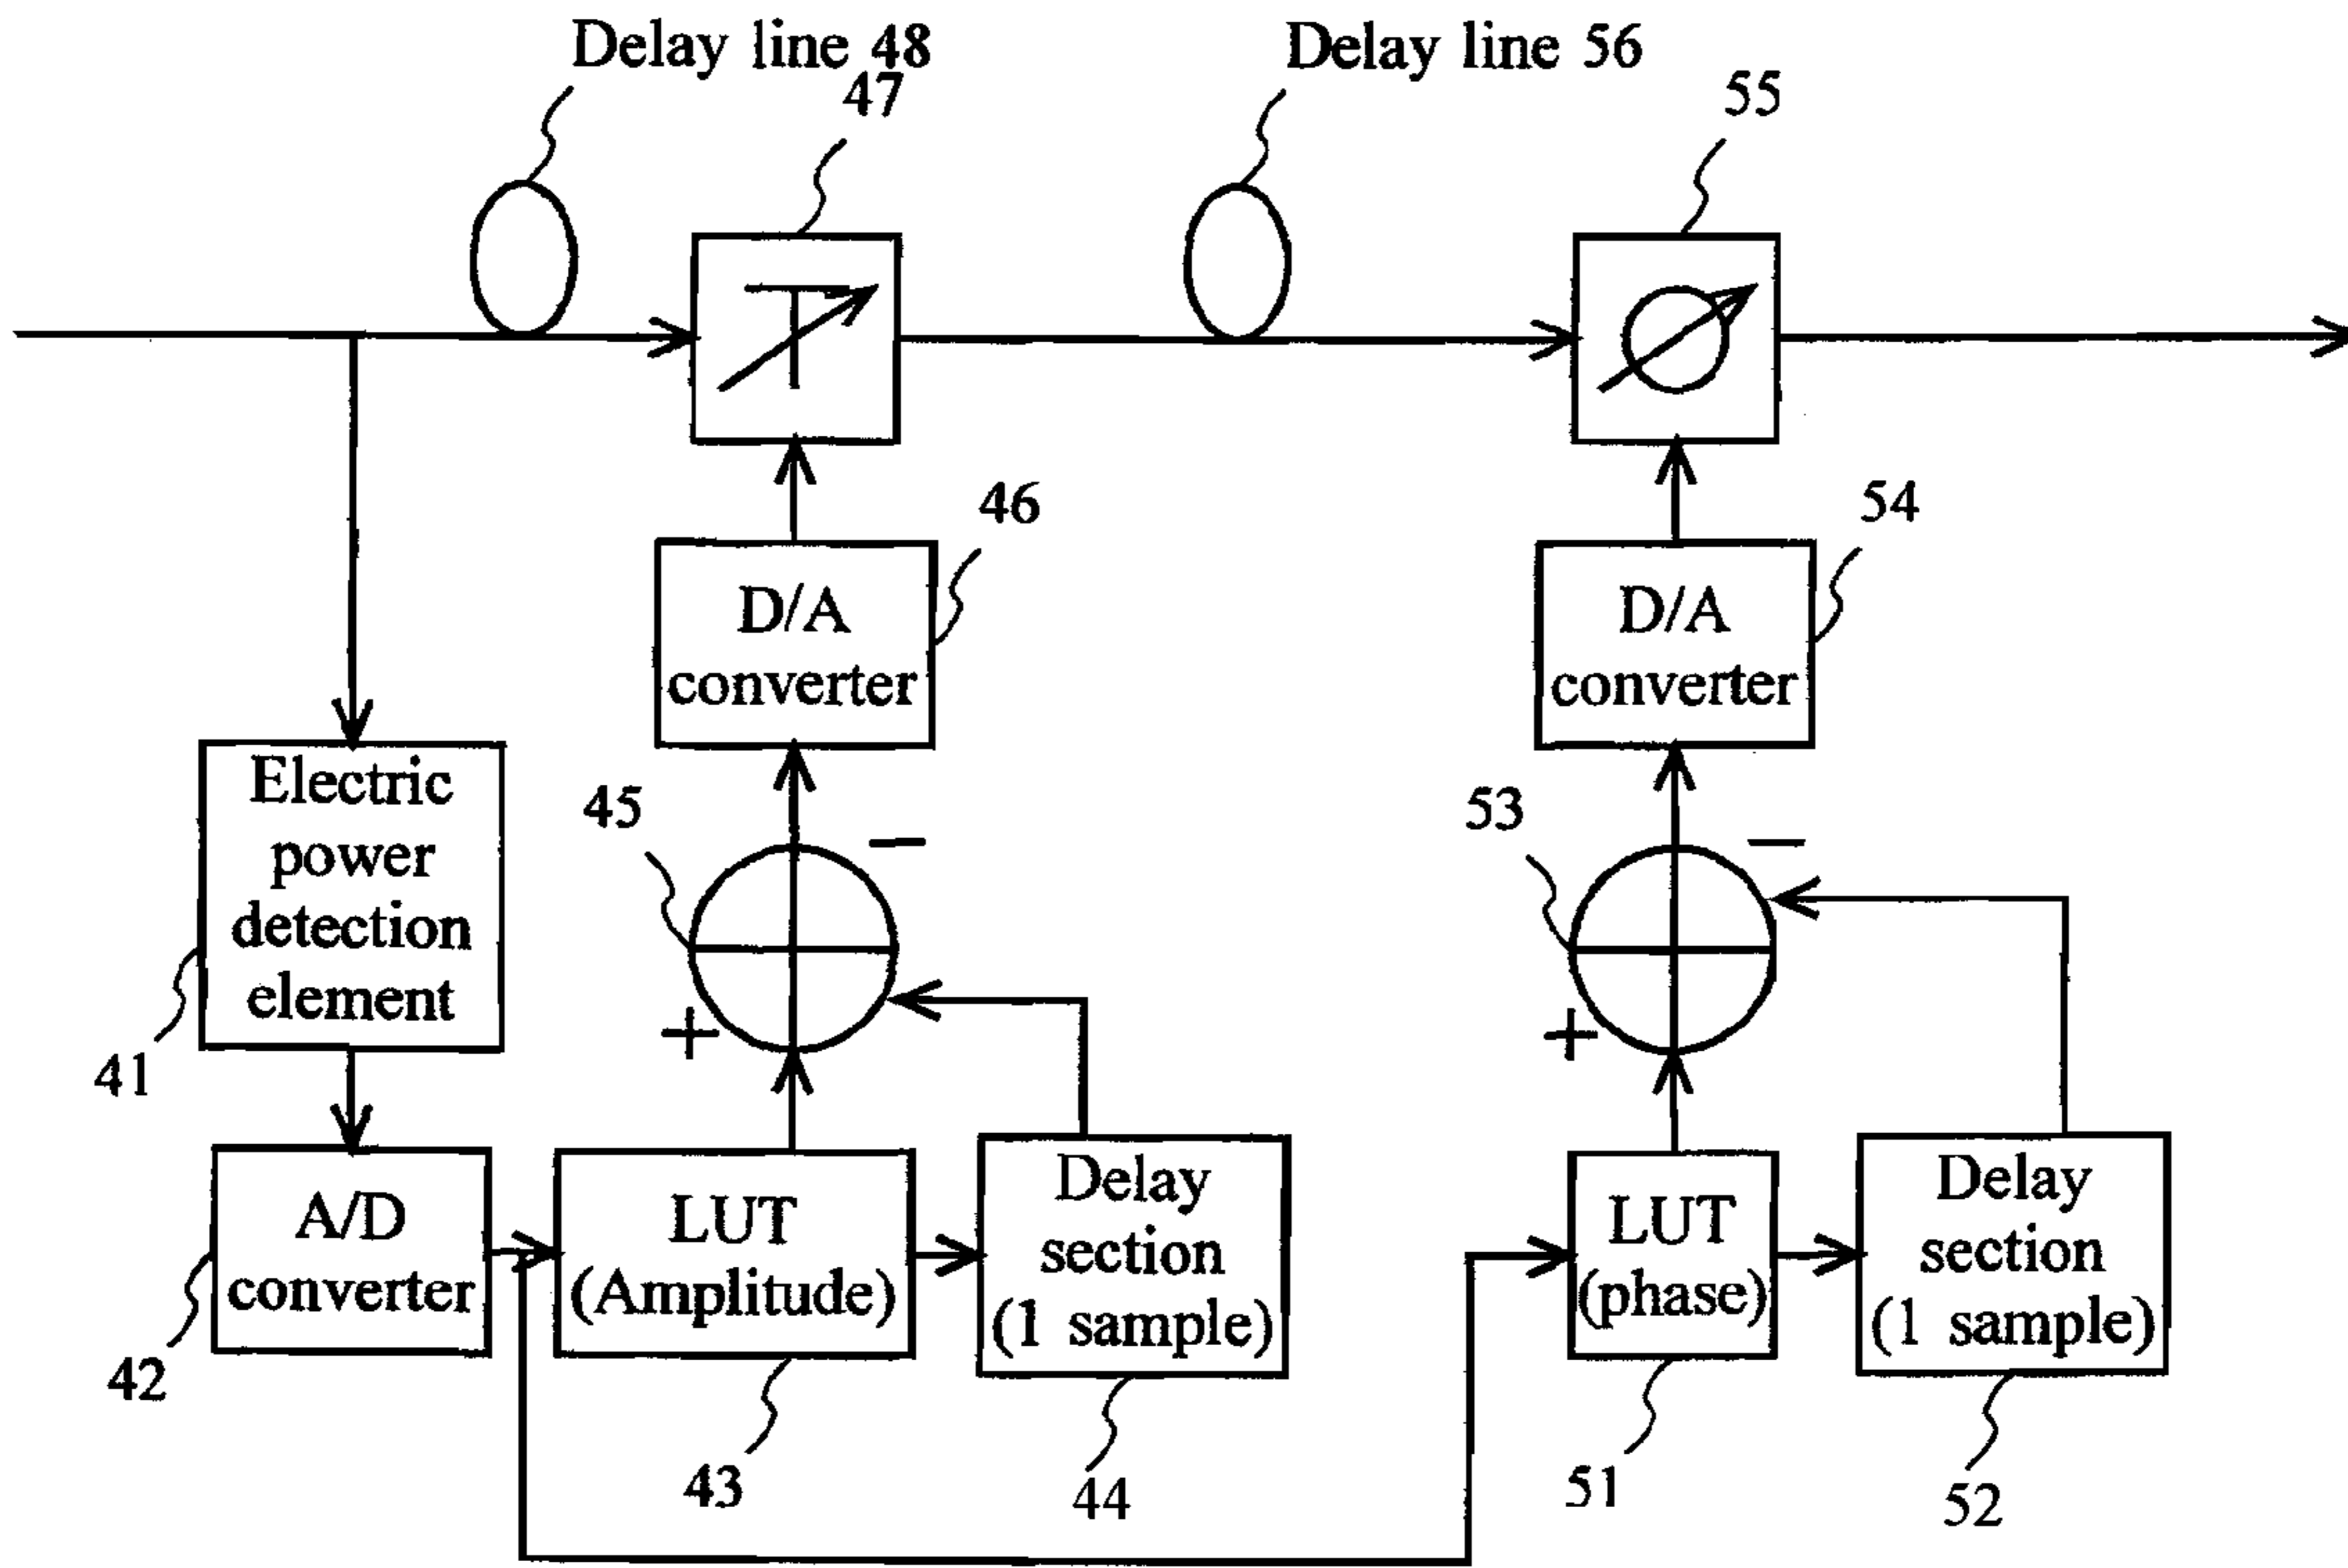 Delay line 48
47
Delay line 56
55
46
54
D/A
converter
D/A
converter
Electric
power
detection
element
41
45
−
+
53
−
+
A/D
converter
42
LUT
(Amplitude)
43
Delay
section
(1 sample)
44
LUT
(phase)
51
Delay
section
(1 sample)
52